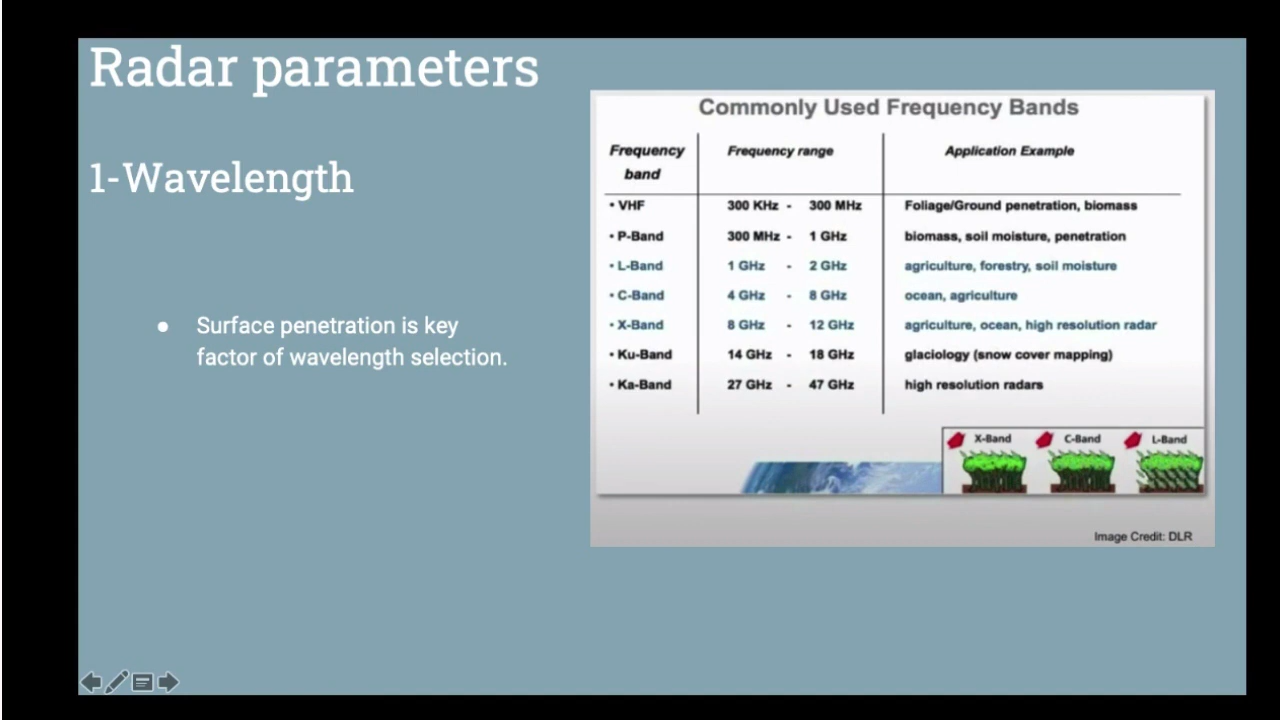 Radar parameters
1-Wavelength
● Surface penetration is key
factor of wavelength selection.
Commonly Used Frequency Bands
Frequency band Frequency range Application Example
• VHF 300 KHz - 300 MHz Foliage/Ground penetration, biomass
• P-Band 300 MHz - 1 GHz biomass, soil moisture, penetration
• L-Band 1 GHz - 2 GHz agriculture, forestry, soil moisture
• C-Band 4 GHz - 8 GHz ocean, agriculture
• X-Band 8 GHz - 12 GHz agriculture, ocean, high resolution radar
• Ku-Band 14 GHz - 18 GHz glaciology (snow cover mapping)
• Ka-Band 27 GHz - 47 GHz high resolution radars
X-Band C-Band L-Band
Image Credit: DLR